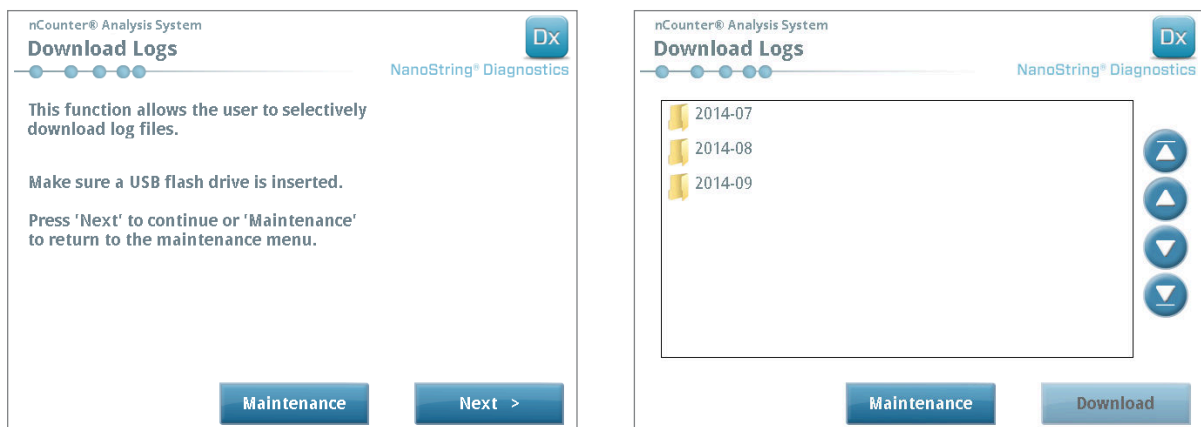 nCounter® Analysis System
Download Logs
Dx
NanoString® Diagnostics
This function allows the user to selectively
download log files.
Make sure a USB flash drive is inserted.
Press 'Next' to continue or 'Maintenance'
to return to the maintenance menu.
Maintenance
Next >
nCounter® Analysis System
Download Logs
Dx
NanoString® Diagnostics
2014-07
2014-08
2014-09
Maintenance
Download